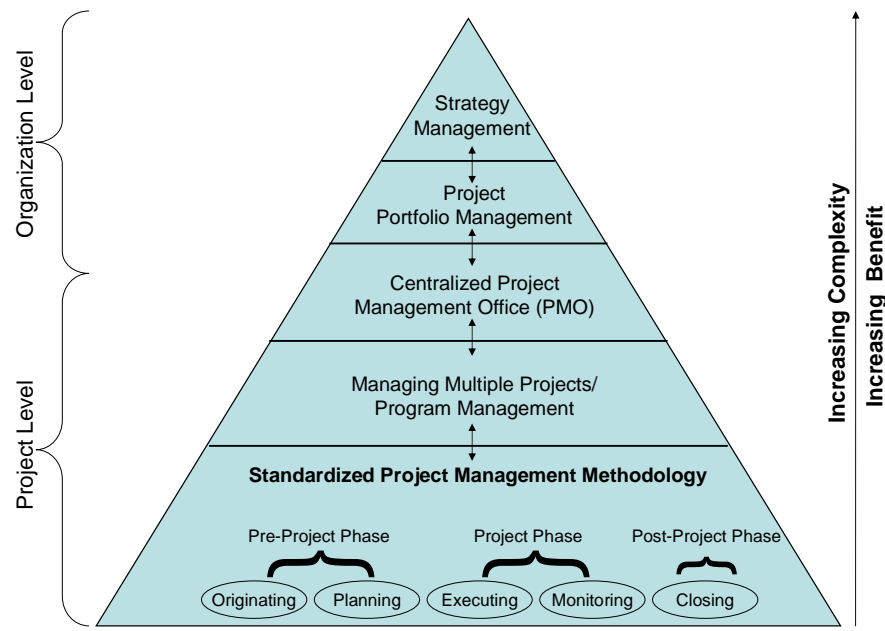 Organization Level
Project Level
Strategy
Management
Project
Portfolio Management
Centralized Project
Management Office (PMO)
Managing Multiple Projects/
Program Management
Standardized Project Management Methodology
Pre-Project Phase
Project Phase
Post-Project Phase
Originating
Planning
Executing
Monitoring
Closing
Increasing Complexity
Increasing Benefit